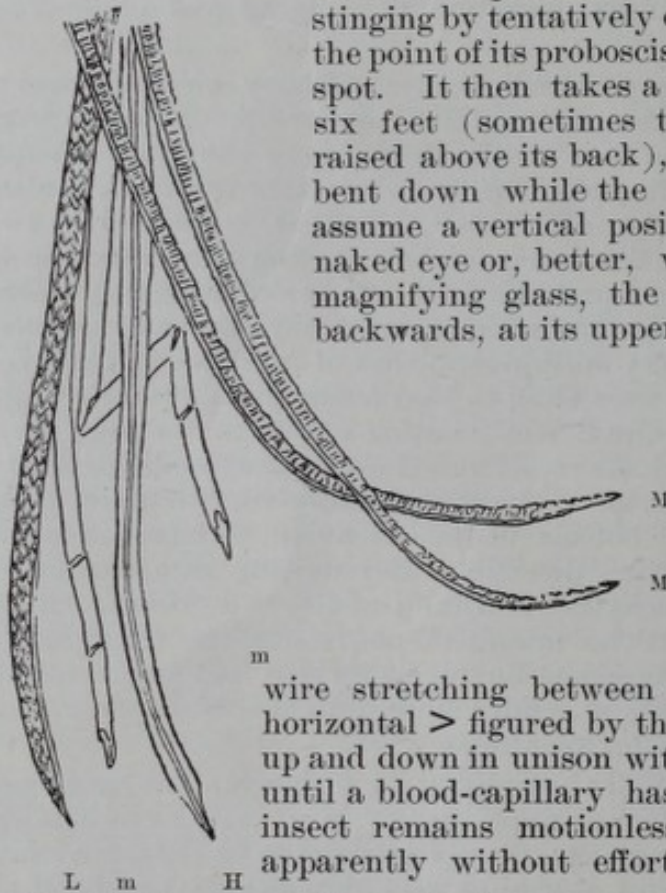 stinging by tentatively
the point of its proboscis
spot. It then takes a
six feet (sometimes t
raised above its back),
bent down while the
assume a vertical posi
naked eye or, better, v
magnifying glass, the
backwards, at its upper
M
M
m
wire stretching between
horizontal > figured by th
up and down in unison wit
until a blood-capillary has
insect remains motionles
apparently without effor
L m H